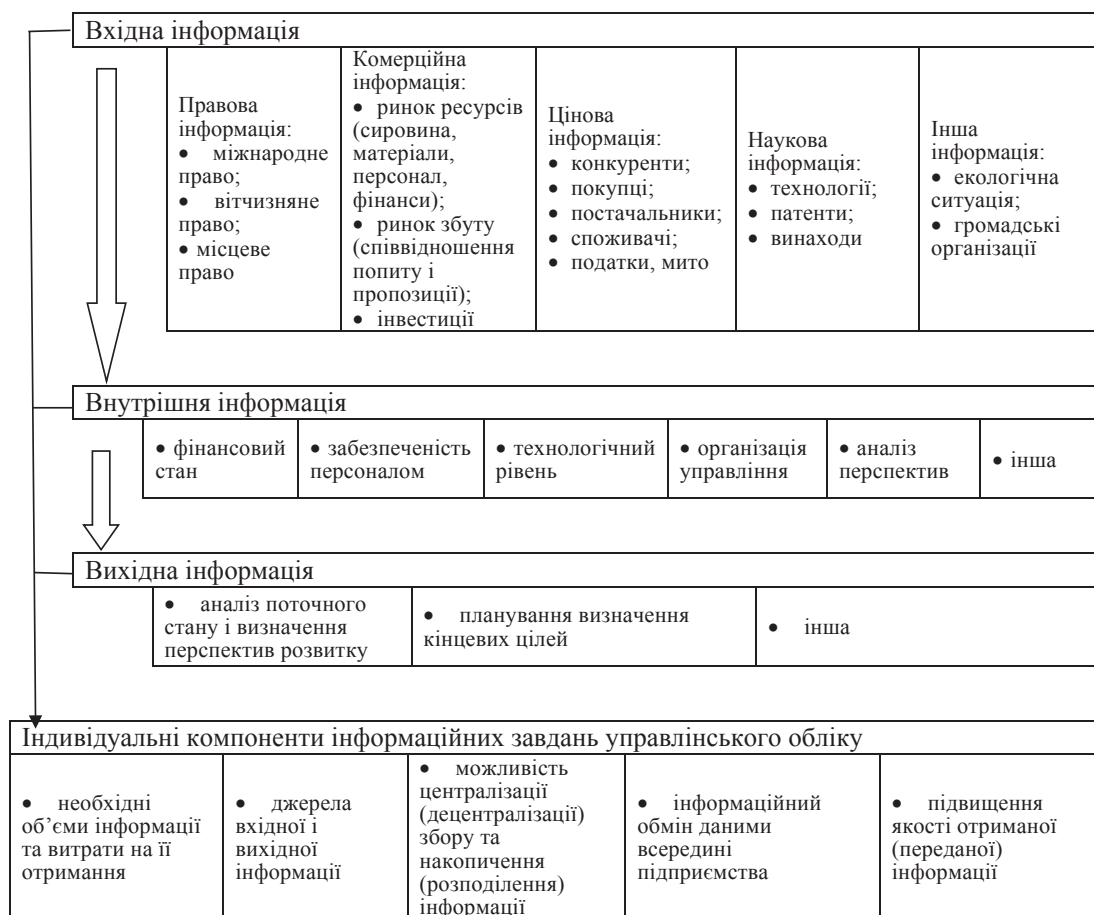 Вхідна інформація
Правова
інформація:
• міжнародне
право;
• вітчизняне
право;
• місцеве
право
Комерційна
інформація:
• ринок ресурсів
(сировина,
матеріали,
персонал,
фінанси);
• ринок збуту
(співвідношення
попиту і
пропозиції);
• інвестиції
Цінова
інформація:
• конкуренти;
• покупці;
• постачальники;
• споживачі;
• податки, мито
Наукова
інформація:
• технології;
• патенти;
• винаходи
Інша
інформація:
• екологічна
ситуація;
• громадські
організації
Внутрішня інформація
• фінансовий
стан
• забезпеченість
персоналом
• технологічний
рівень
• організація
управління
• аналіз
перспектив
• інша
Вихідна інформація
• аналіз поточного
стану і визначення
перспектив розвитку
• планування визначення
кінцевих цілей
• інша
Індивідуальні компоненти інформаційних завдань управлінського обліку
• необхідні
об’єми інформації
та витрати на її
отримання
• джерела
вхідної і
вихідної
інформації
• можливість
централізації
(децентралізації)
збору та
накопичення
(розподілення)
інформації
• інформаційний
обмін даними
всередині
підприємства
• підвищення
якості отриманої
(переданої)
інформації